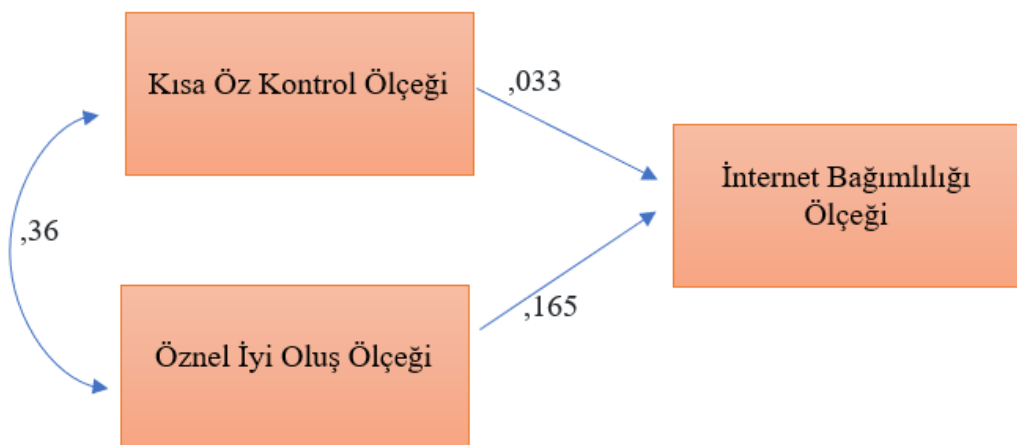 Kısa Öz Kontrol Ölçeği
,033
İnternet Bağımlılığı
Ölçeği
,36
,165
Öznel İyi Oluş Ölçeği